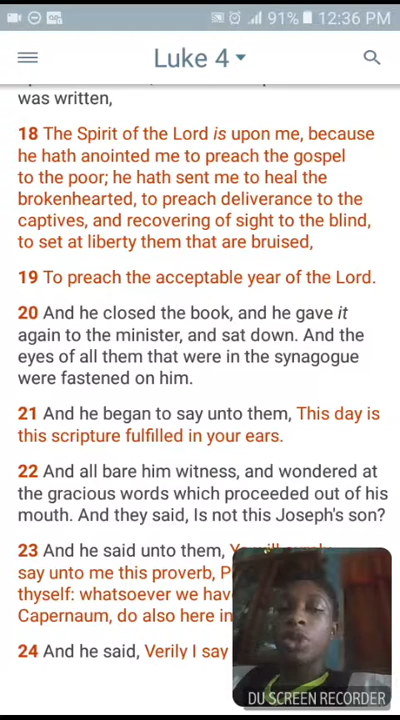 91% 12:36 PM
Luke 4
was written,
18 The Spirit of the Lord is upon me, because
he hath anointed me to preach the gospel
to the poor; he hath sent me to heal the
brokenhearted, to preach deliverance to the
captives, and recovering of sight to the blind,
to set at liberty them that are bruised,
19 To preach the acceptable year of the Lord.
20 And he closed the book, and he gave it
again to the minister, and sat down. And the
eyes of all them that were in the synagogue
were fastened on him.
21 And he began to say unto them, This day is
this scripture fulfilled in your ears.
22 And all bare him witness, and wondered at
the gracious words which proceeded out of his
mouth. And they said, Is not this Joseph's son?
23 And he said unto them,
say unto me this proverb,
thyself: whatsoever we
Capernaum, do also here in
24 And he said, Verily I say
DU SCREEN RECORDER